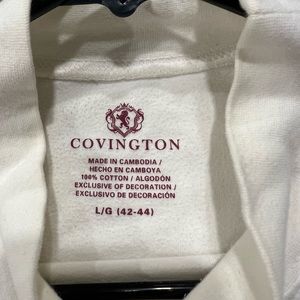 COVINGTON
MADE IN CAMBODIA /
HECHO EN CAMBOYA
100% COTTON / ALGODÓN
EXCLUSIVE OF DECORATION /
EXCLUSIVO DE DECORACIÓN
L/G (42-44)